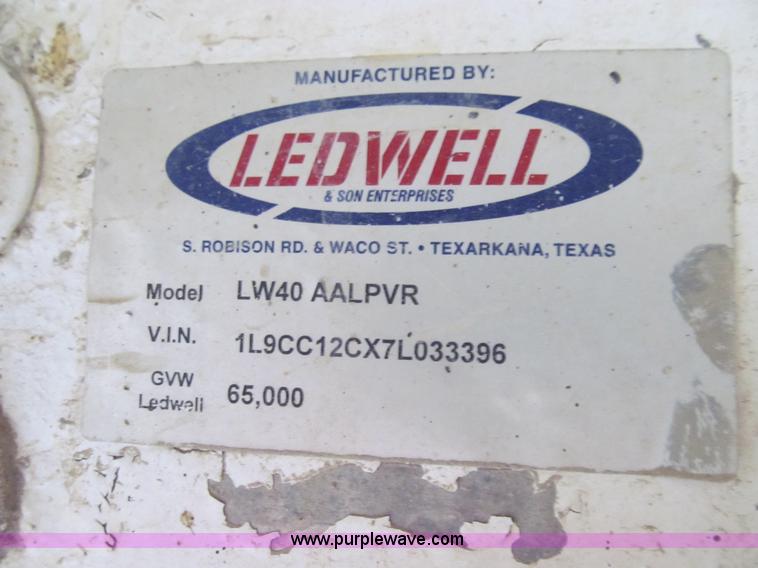 MANUFACTURED BY:
LEDWELL
& SON ENTERPRISES
S. ROBISON RD. & WACO ST. • TEXARKANA, TEXAS
Model LW40 AALPVR
V.I.N. 1L9CC12CX7L033396
GVW
Ledwell 65,000
www.purplewave.com